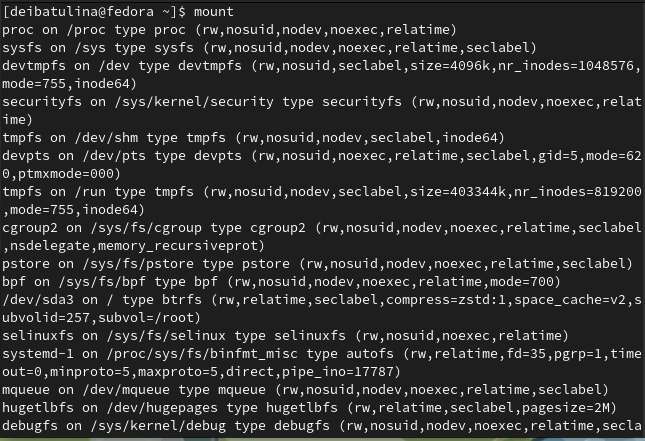 [deibatulina@fedora ~]$ mount
proc on /proc type proc (rw,nosuid,nodev,noexec,relatime)
sysfs on /sys type sysfs (rw,nosuid,nodev,noexec,relatime,seclabel)
devtmpfs on /dev type devtmpfs (rw,nosuid,seclabel,size=4096k,nr_inodes=1048576,
mode=755,inode64)
securityfs on /sys/kernel/security type securityfs (rw,nosuid,nodev,noexec,relat
ime)
tmpfs on /dev/shm type tmpfs (rw,nosuid,nodev,seclabel,inode64)
devpts on /dev/pts type devpts (rw,nosuid,noexec,relatime,seclabel,gid=5,mode=62
0,ptmxmode=000)
tmpfs on /run type tmpfs (rw,nosuid,nodev,seclabel,size=403344k,nr_inodes=819200
,mode=755,inode64)
cgroup2 on /sys/fs/cgroup type cgroup2 (rw,nosuid,nodev,noexec,relatime,seclabel
,nsdelegate,memory_recursiveprot)
pstore on /sys/fs/pstore type pstore (rw,nosuid,nodev,noexec,relatime,seclabel)
bpf on /sys/fs/bpf type bpf (rw,nosuid,nodev,noexec,relatime,mode=700)
/dev/sda3 on / type btrfs (rw,relatime,seclabel,compress=zstd:1,space_cache=v2,s
ubvolid=257,subvol=/root)
selinuxfs on /sys/fs/selinux type selinuxfs (rw,nosuid,noexec,relatime)
systemd-1 on /proc/sys/fs/binfmt_misc type autofs (rw,relatime,fd=35,pgrp=1,time
out=0,minproto=5,maxproto=5,direct,pipe_ino=17787)
mqueue on /dev/mqueue type mqueue (rw,nosuid,nodev,noexec,relatime,seclabel)
hugetlbfs on /dev/hugepages type hugetlbfs (rw,relatime,seclabel,pagesize=2M)
debugfs on /sys/kernel/debug type debugfs (rw,nosuid,nodev,noexec,relatime,secla